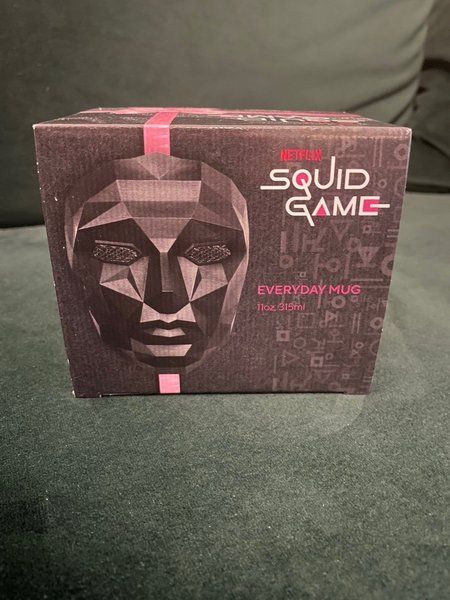 NETFLIX
SQUID
GAME
EVERYDAY MUG
11oz. 315ml